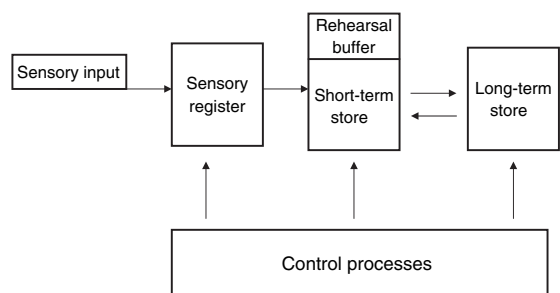 Sensory input
Sensory
register
Rehearsal
buffer
Short-term
store
Long-term
store
Control processes